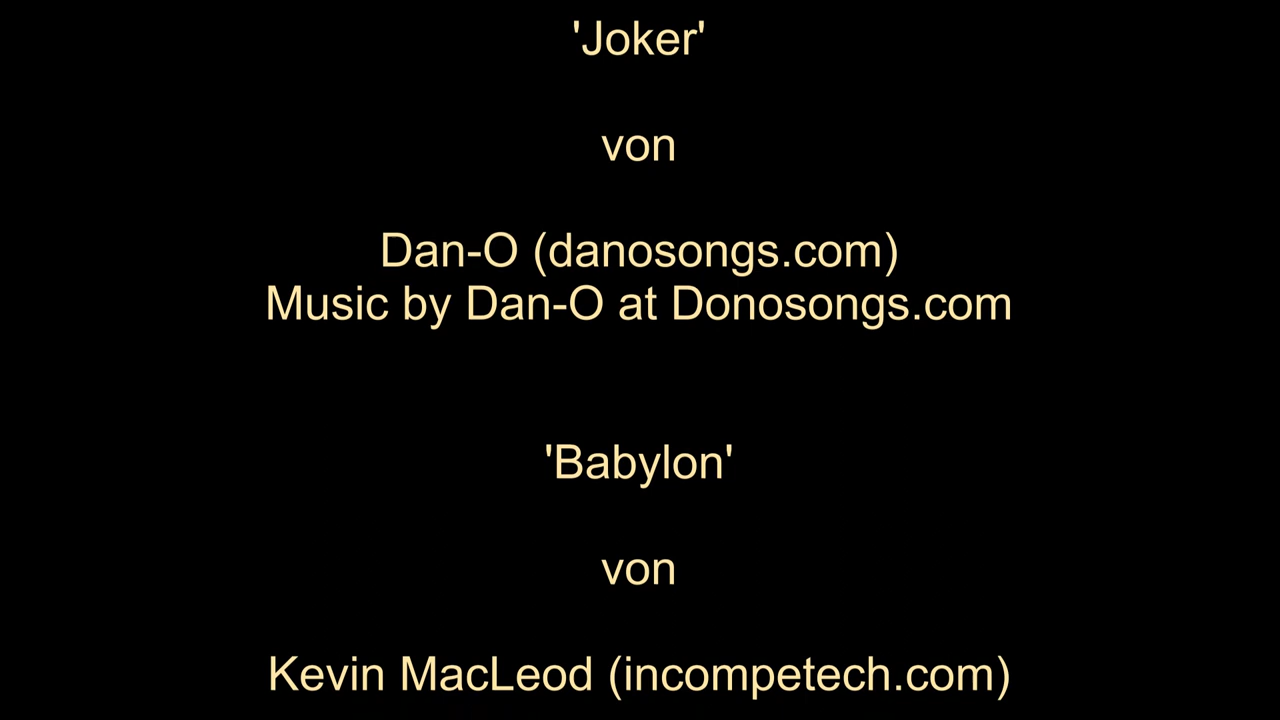 'Joker'
von
Dan-O (danosongs.com)
Music by Dan-O at Donosongs.com
'Babylon'
von
Kevin MacLeod (incompetech.com)